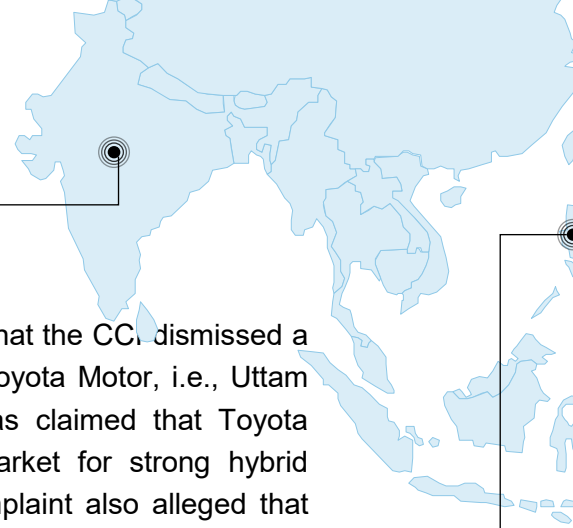 hat the CCI dismissed a
oyota Motor, i.e., Uttam
as claimed that Toyota
arket for strong hybrid
plaint also alleged that